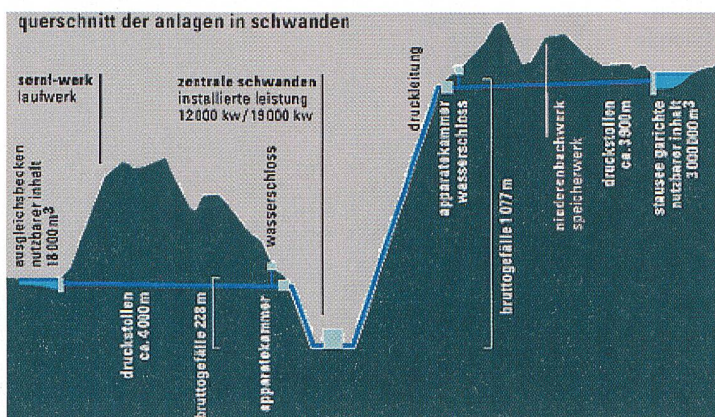 querschnitt der anlagen in schwanden
sernf-werk
laufwerk
zentrale schwanden
installierte leistung
12 000 kw / 19 000 kw
ausgleichsbecken
nutzbarer inhalt
18 000 m³
wasserschloss
druckleitung
apparatekammer
wasserschloss
bruttogefälle 1 077 m
niederenbachwerk
speicherwerk
druckstollen
ca. 3 900 m
stausee garichte
nutzbarer inhalt
3 000 000 m³
druckstollen
ca. 4 000 m
bruttogefälle 228 m
apparatekammer